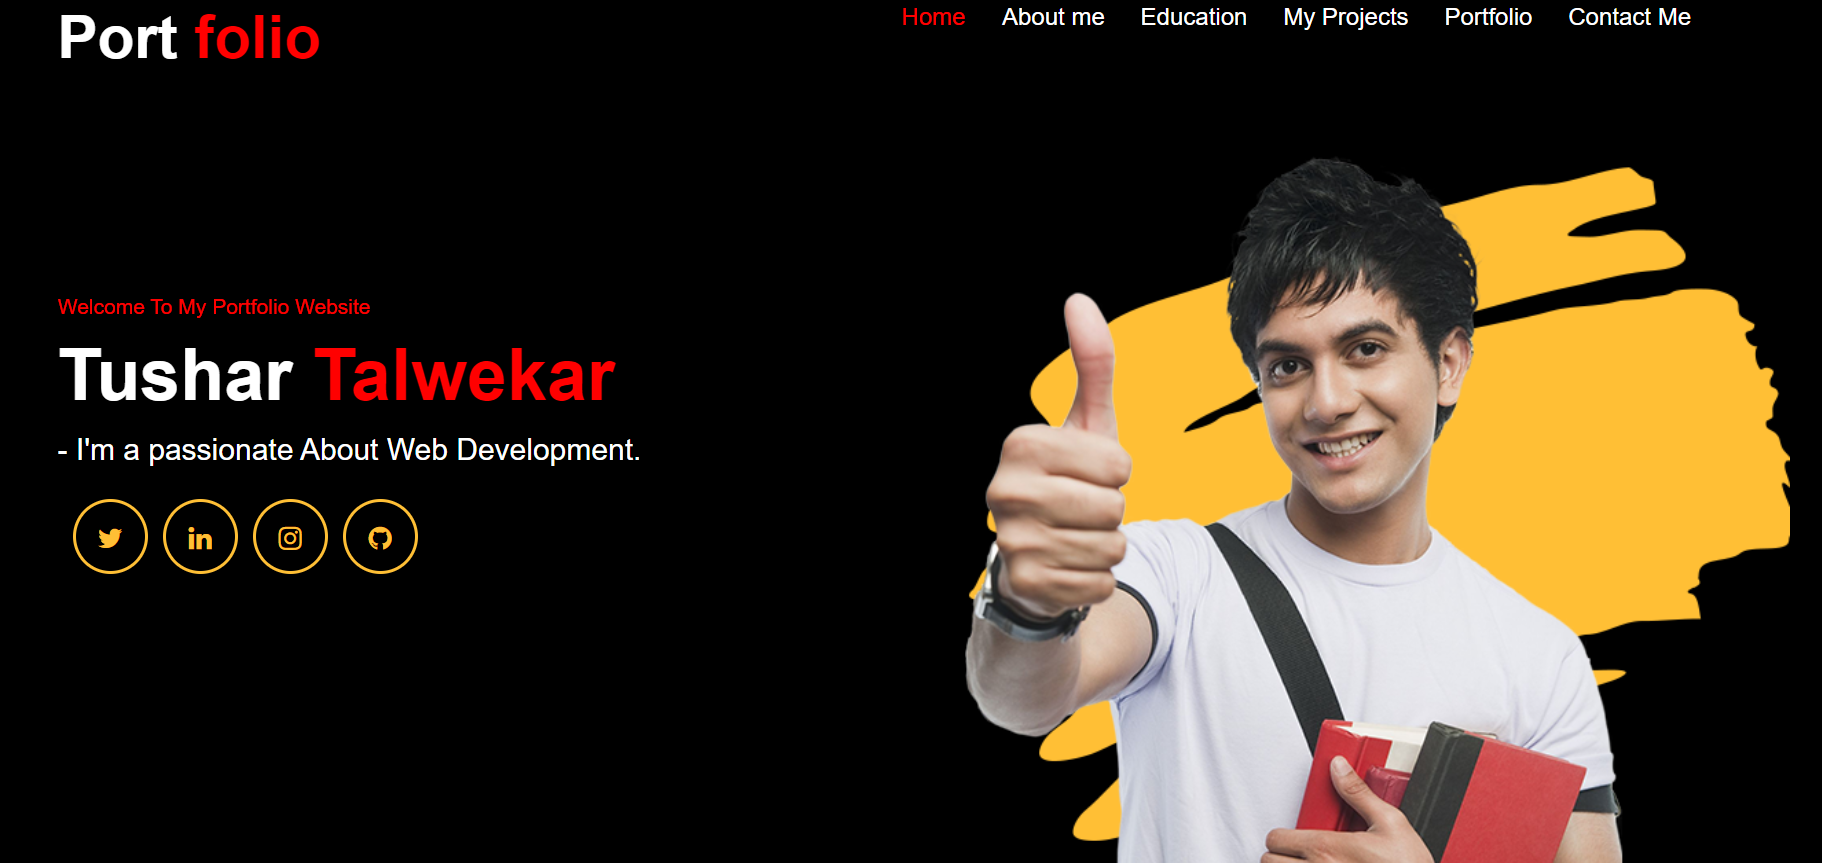 Port folio
Home About me Education My Projects Portfolio Contact Me
Welcome To My Portfolio Website
Tushar Talwekar
- I'm a passionate About Web Development.